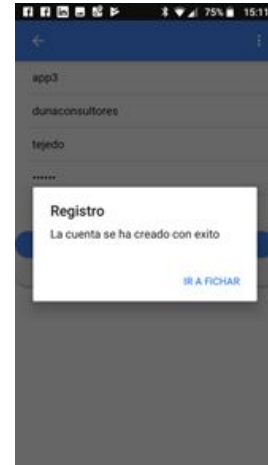 75% 15:11
app3
dunaconsultores
tejedo
••••••
Registro
La cuenta se ha creado con exito
IR A FICHAR